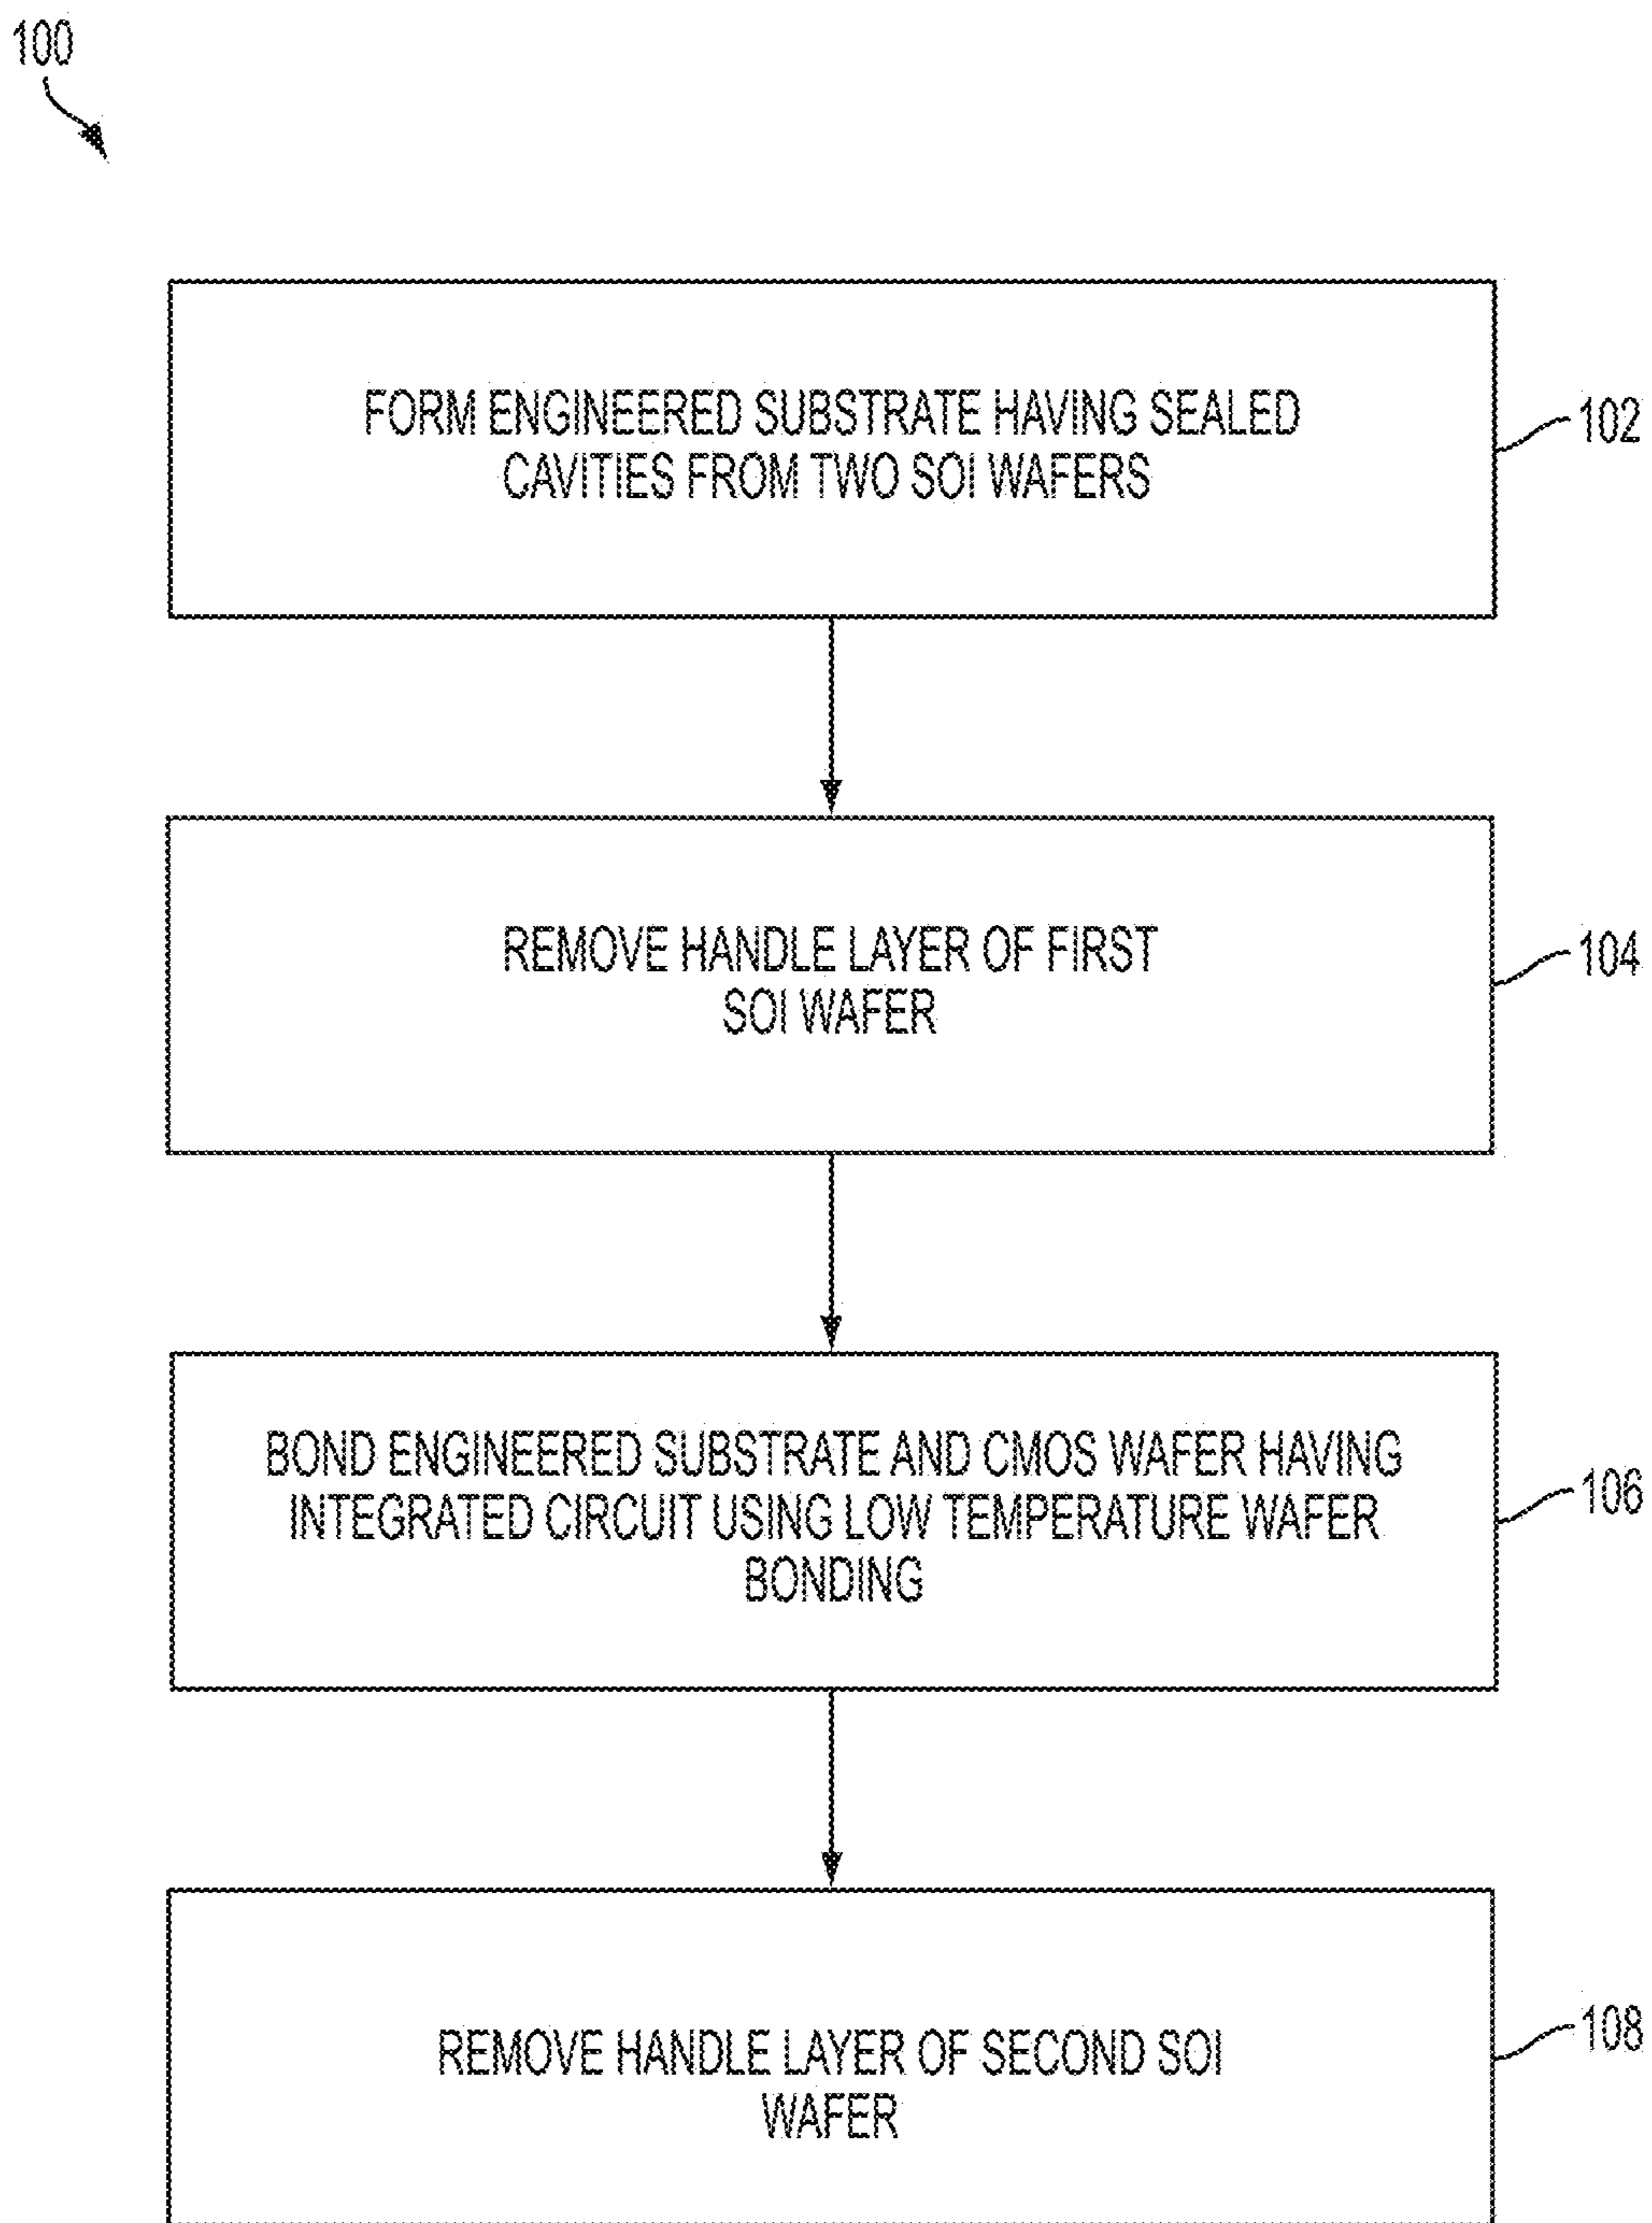 100
FORM ENGINEERED SUBSTRATE HAVING SEALED
CAVITIES FROM TWO SOI WAFERS
102
REMOVE HANDLE LAYER OF FIRST
SOI WAFER
104
BOND ENGINEERED SUBSTRATE AND CMOS WAFER HAVING
INTEGRATED CIRCUIT USING LOW TEMPERATURE WAFER
BONDING
106
REMOVE HANDLE LAYER OF SECOND SOI
WAFER
108